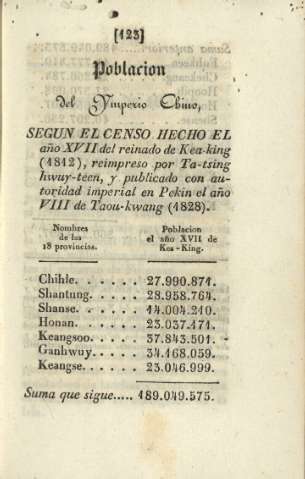 [123]
Poblacion
del Ymperio Chino,
SEGUN EL CENSO HECHO EL
año XVII del reinado de Kea-king
(1812), reimpreso por Ta-tsing
hwuy-teen, y publicado con au-
toridad imperial en Pekin el año
VIII de Taou-kwang (1828).
Nombres de las 18 provincias. Poblacion el año XVII de Kea-King.
Chihle. . . . . . 27.990.871.
Shantung. . . . . 28.958.764.
Shanse. . . . . . 14.004.210.
Honan. . . . . . 23.037.171.
Keangsoo. . . . . 37.843.501.
Ganhwuy. . . . . 34.168.059.
Keangse. . . . . . 23.046.999.
Suma que sigue..... 189.049.575.